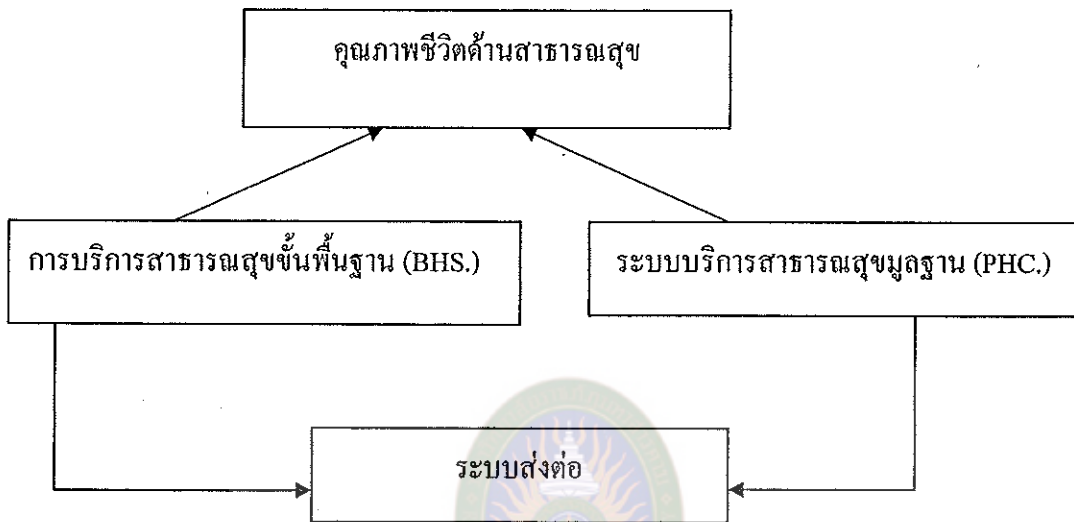 คุณภาพชีวิตด้านสาธารณสุข
การบริการสาธารณสุขขั้นพื้นฐาน (BHS.)
ระบบบริการสาธารณสุขมูลฐาน (PHC.)
ระบบส่งต่อ